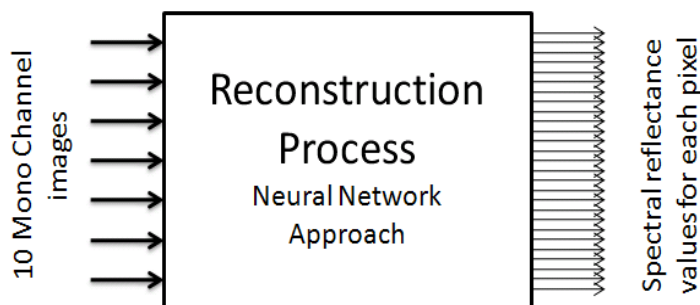 10 Mono Channel
images
Reconstruction
Process
Neural Network
Approach
Spectral reflectance
values for each pixel